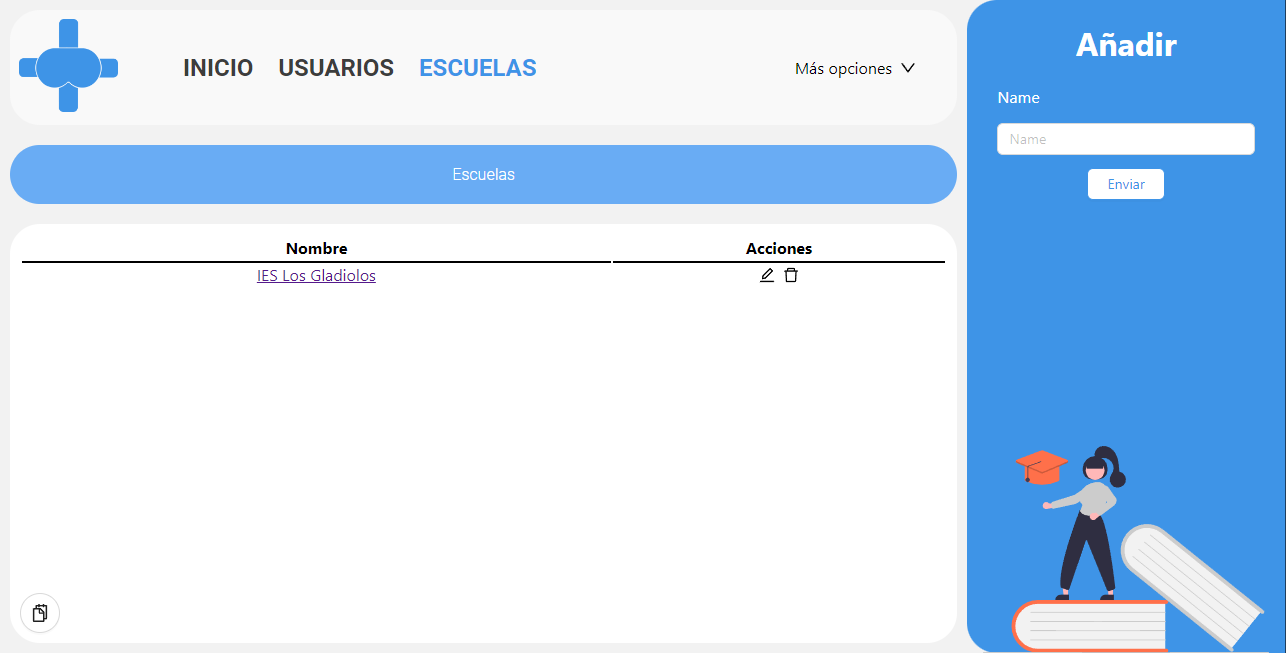 INICIO USUARIOS ESCUELAS Más opciones
Escuelas
Nombre Acciones
IES Los Gladiolos
Añadir
Name
Name
Enviar